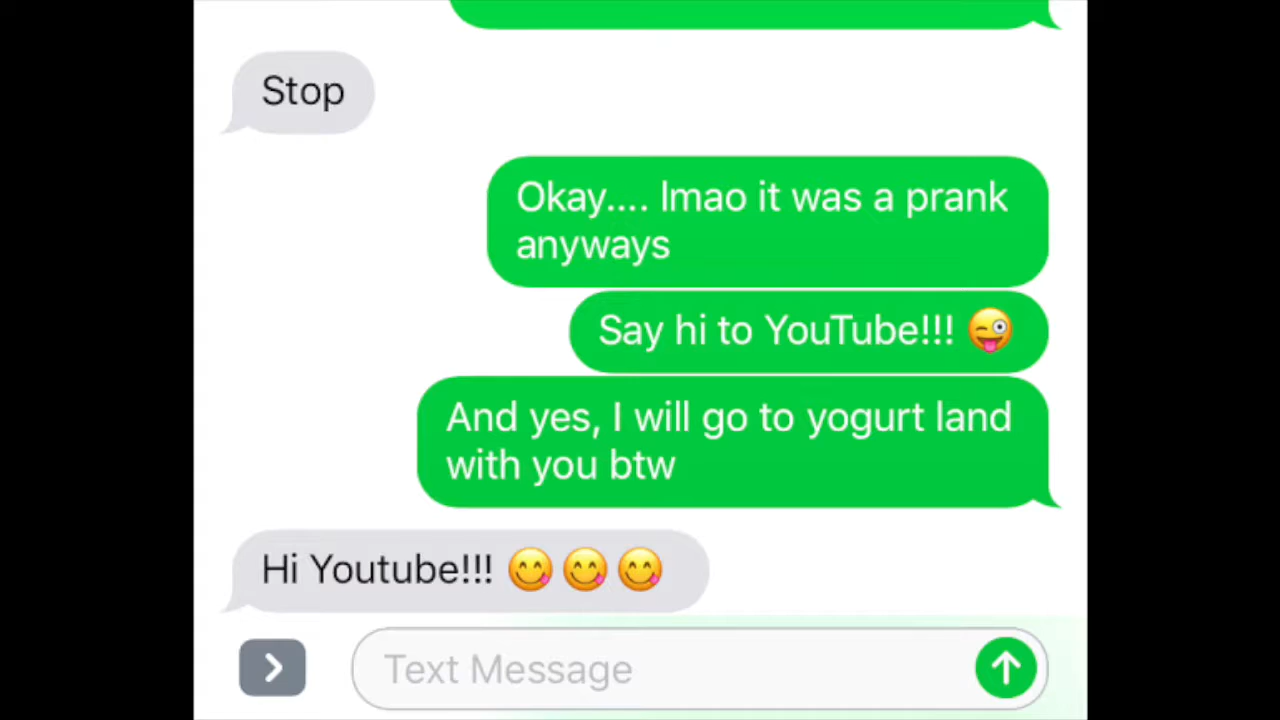 Stop
Okay.... lmao it was a prank
anyways
Say hi to YouTube!!! 😜
And yes, I will go to yogurt land
with you btw
Hi Youtube!!! 😋😋😋
Text Message